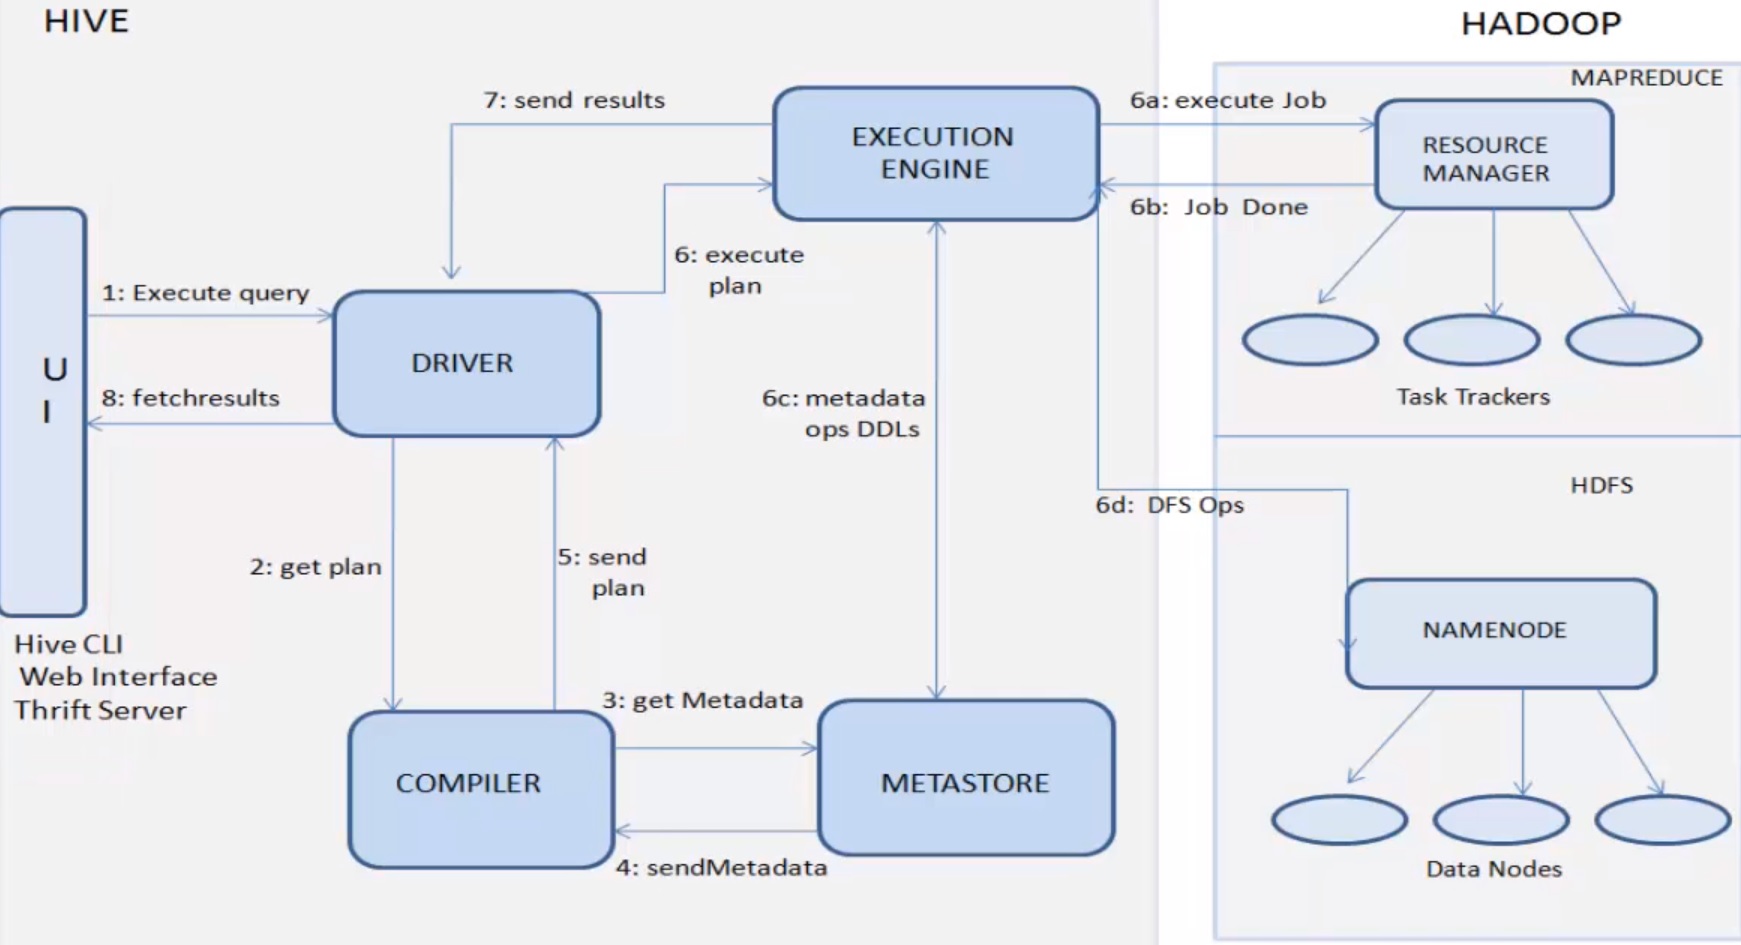 HIVE
HADOOP
MAPREDUCE
7: send results
EXECUTION
ENGINE
6a: execute Job
RESOURCE
MANAGER
6b: Job Done
6: execute
plan
1: Execute query
DRIVER
U
I
8: fetchresults
6c: metadata
ops DDLs
Task Trackers
HDFS
6d: DFS Ops
2: get plan
5: send
plan
NAMENODE
Hive CLI
Web Interface
Thrift Server
3: get Metadata
COMPILER
METASTORE
4: sendMetadata
Data Nodes